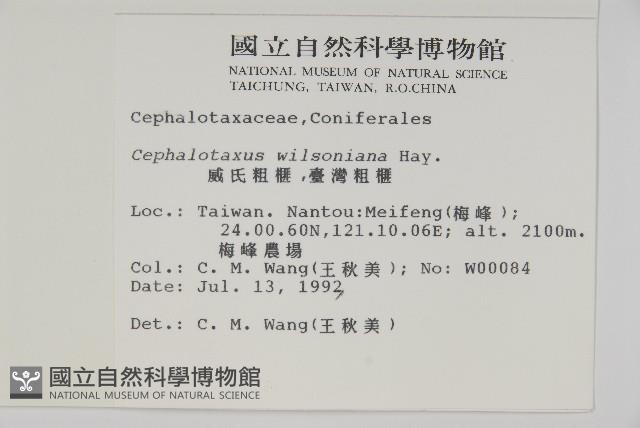 國立自然科學博物館
NATIONAL MUSEUM OF NATURAL SCIENCE
TAICHUNG, TAIWAN, R.O.CHINA
Cephalotaxaceae,Coniferales
Cephalotaxus wilsoniana Hay.
威氏粗榧,臺灣粗榧
Loc.: Taiwan. Nantou:Meifeng(梅峰);
24.00.60N,121.10.06E; alt. 2100m.
梅峰農場
Col.: C. M. Wang(王秋美); No: W00084
Date: Jul. 13, 1992
Det.: C. M. Wang(王秋美)
國立自然科學博物館
NATIONAL MUSEUM OF NATURAL SCIENCE